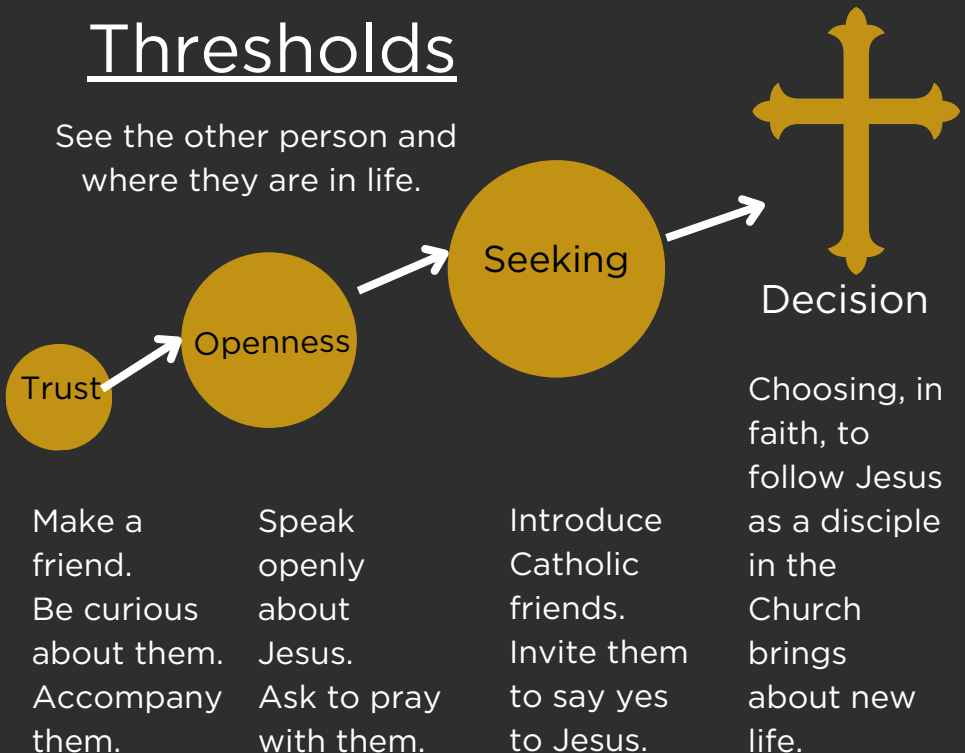 Thresholds
See the other person and
where they are in life.
Trust
Openness
Seeking
Decision
Make a
friend.
Be curious
about them.
Accompany
them.
Speak
openly
about
Jesus.
Ask to pray
with them.
Introduce
Catholic
friends.
Invite them
to say yes
to Jesus.
Choosing, in
faith, to
follow Jesus
as a disciple
in the
Church
brings
about new
life.